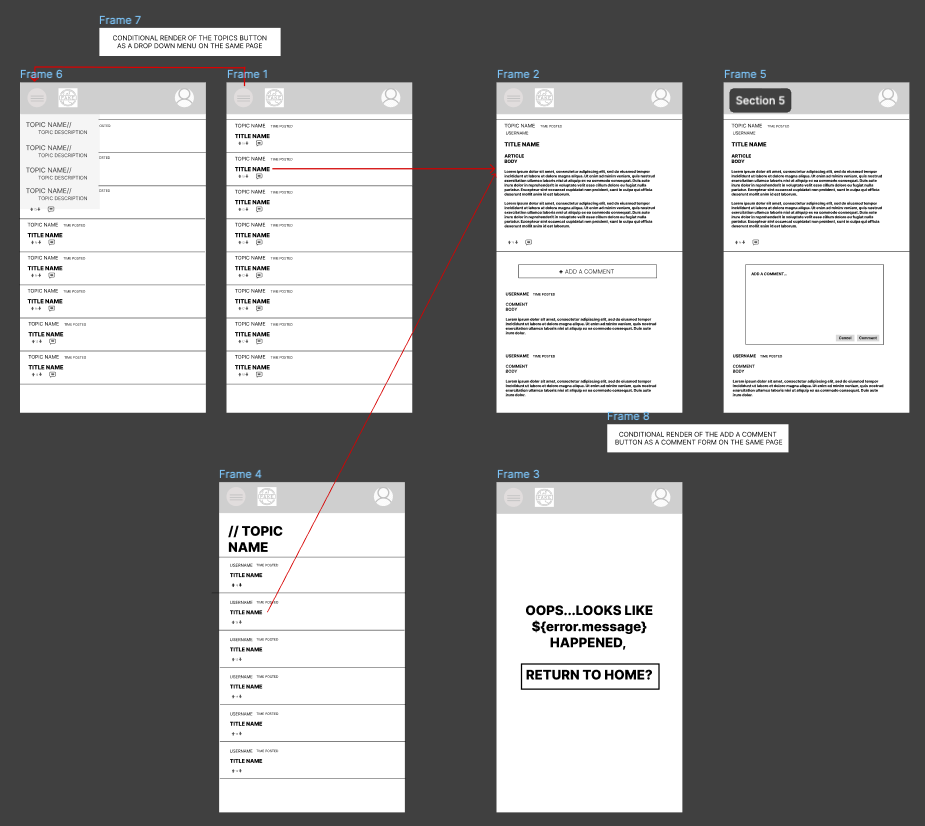 Frame 7
CONDITIONAL RENDER OF THE TOPICS BUTTON
AS A DROP DOWN MENU ON THE SAME PAGE
Frame 6
TOPIC NAME//
TOPIC DESCRIPTION
TOPIC NAME//
TOPIC DESCRIPTION
TOPIC NAME//
TOPIC DESCRIPTION
TOPIC NAME//
TOPIC DESCRIPTION
TOPIC NAME TIME POSTED
TITLE NAME
TOPIC NAME TIME POSTED
TITLE NAME
TOPIC NAME TIME POSTED
TITLE NAME
TOPIC NAME TIME POSTED
TITLE NAME
TOPIC NAME TIME POSTED
TITLE NAME
Frame 1
TOPIC NAME TIME POSTED
TITLE NAME
TOPIC NAME TIME POSTED
TITLE NAME
TOPIC NAME TIME POSTED
TITLE NAME
TOPIC NAME TIME POSTED
TITLE NAME
TOPIC NAME TIME POSTED
TITLE NAME
TOPIC NAME TIME POSTED
TITLE NAME
TOPIC NAME TIME POSTED
TITLE NAME
TOPIC NAME TIME POSTED
TITLE NAME
Frame 2
TOPIC NAME TIME POSTED
USERNAME
TITLE NAME
ARTICLE
BODY
Lorem ipsum dolor sit amet, consectetur adipiscing elit, sed do eiusmod tempor
incididunt ut labore et dolore magna aliqua. Ut enim ad minim veniam, quis nostrud
exercitation ullamco laboris nisi ut aliquip ex ea commodo consequat. Duis aute
irure dolor in reprehenderit in voluptate velit esse cillum dolore eu fugiat nulla
pariatur. Excepteur sint occaecat cupidatat non proident, sunt in culpa qui officia
deserunt mollit anim id est laborum.
Lorem ipsum dolor sit amet, consectetur adipiscing elit, sed do eiusmod tempor
incididunt ut labore et dolore magna aliqua. Ut enim ad minim veniam, quis nostrud
exercitation ullamco laboris nisi ut aliquip ex ea commodo consequat. Duis aute
irure dolor in reprehenderit in voluptate velit esse cillum dolore eu fugiat nulla
pariatur. Excepteur sint occaecat cupidatat non proident, sunt in culpa qui officia
deserunt mollit anim id est laborum.
+ ADD A COMMENT
USERNAME TIME POSTED
COMMENT
BODY
Lorem ipsum dolor sit amet, consectetur adipiscing elit, sed do eiusmod tempor
incididunt ut labore et dolore magna aliqua. Ut enim ad minim veniam, quis nostrud
exercitation ullamco laboris nisi ut aliquip ex ea commodo consequat. Duis aute
irure dolor.
USERNAME TIME POSTED
COMMENT
BODY
Lorem ipsum dolor sit amet, consectetur adipiscing elit, sed do eiusmod tempor
incididunt ut labore et dolore magna aliqua. Ut enim ad minim veniam, quis nostrud
exercitation ullamco laboris nisi ut aliquip ex ea commodo consequat. Duis aute
irure dolor.
Frame 5
Section 5
TOPIC NAME TIME POSTED
USERNAME
TITLE NAME
ARTICLE
BODY
Lorem ipsum dolor sit amet, consectetur adipiscing elit, sed do eiusmod tempor
incididunt ut labore et dolore magna aliqua. Ut enim ad minim veniam, quis nostrud
exercitation ullamco laboris nisi ut aliquip ex ea commodo consequat. Duis aute
irure dolor in reprehenderit in voluptate velit esse cillum dolore eu fugiat nulla
pariatur. Excepteur sint occaecat cupidatat non proident, sunt in culpa qui officia
deserunt mollit anim id est laborum.
Lorem ipsum dolor sit amet, consectetur adipiscing elit, sed do eiusmod tempor
incididunt ut labore et dolore magna aliqua. Ut enim ad minim veniam, quis nostrud
exercitation ullamco laboris nisi ut aliquip ex ea commodo consequat. Duis aute
irure dolor in reprehenderit in voluptate velit esse cillum dolore eu fugiat nulla
pariatur. Excepteur sint occaecat cupidatat non proident, sunt in culpa qui officia
deserunt mollit anim id est laborum.
ADD A COMMENT...
Cancel Comment
USERNAME TIME POSTED
COMMENT
BODY
Lorem ipsum dolor sit amet, consectetur adipiscing elit, sed do eiusmod tempor
incididunt ut labore et dolore magna aliqua. Ut enim ad minim veniam, quis nostrud
exercitation ullamco laboris nisi ut aliquip ex ea commodo consequat. Duis aute
irure dolor.
Frame 8
CONDITIONAL RENDER OF THE ADD A COMMENT
BUTTON AS A COMMENT FORM ON THE SAME PAGE
Frame 4
// TOPIC
NAME
USERNAME TIME POSTED
TITLE NAME
USERNAME TIME POSTED
TITLE NAME
USERNAME TIME POSTED
TITLE NAME
USERNAME TIME POSTED
TITLE NAME
USERNAME TIME POSTED
TITLE NAME
USERNAME TIME POSTED
TITLE NAME
Frame 3
OOPS...LOOKS LIKE
${error.message}
HAPPENED,
RETURN TO HOME?